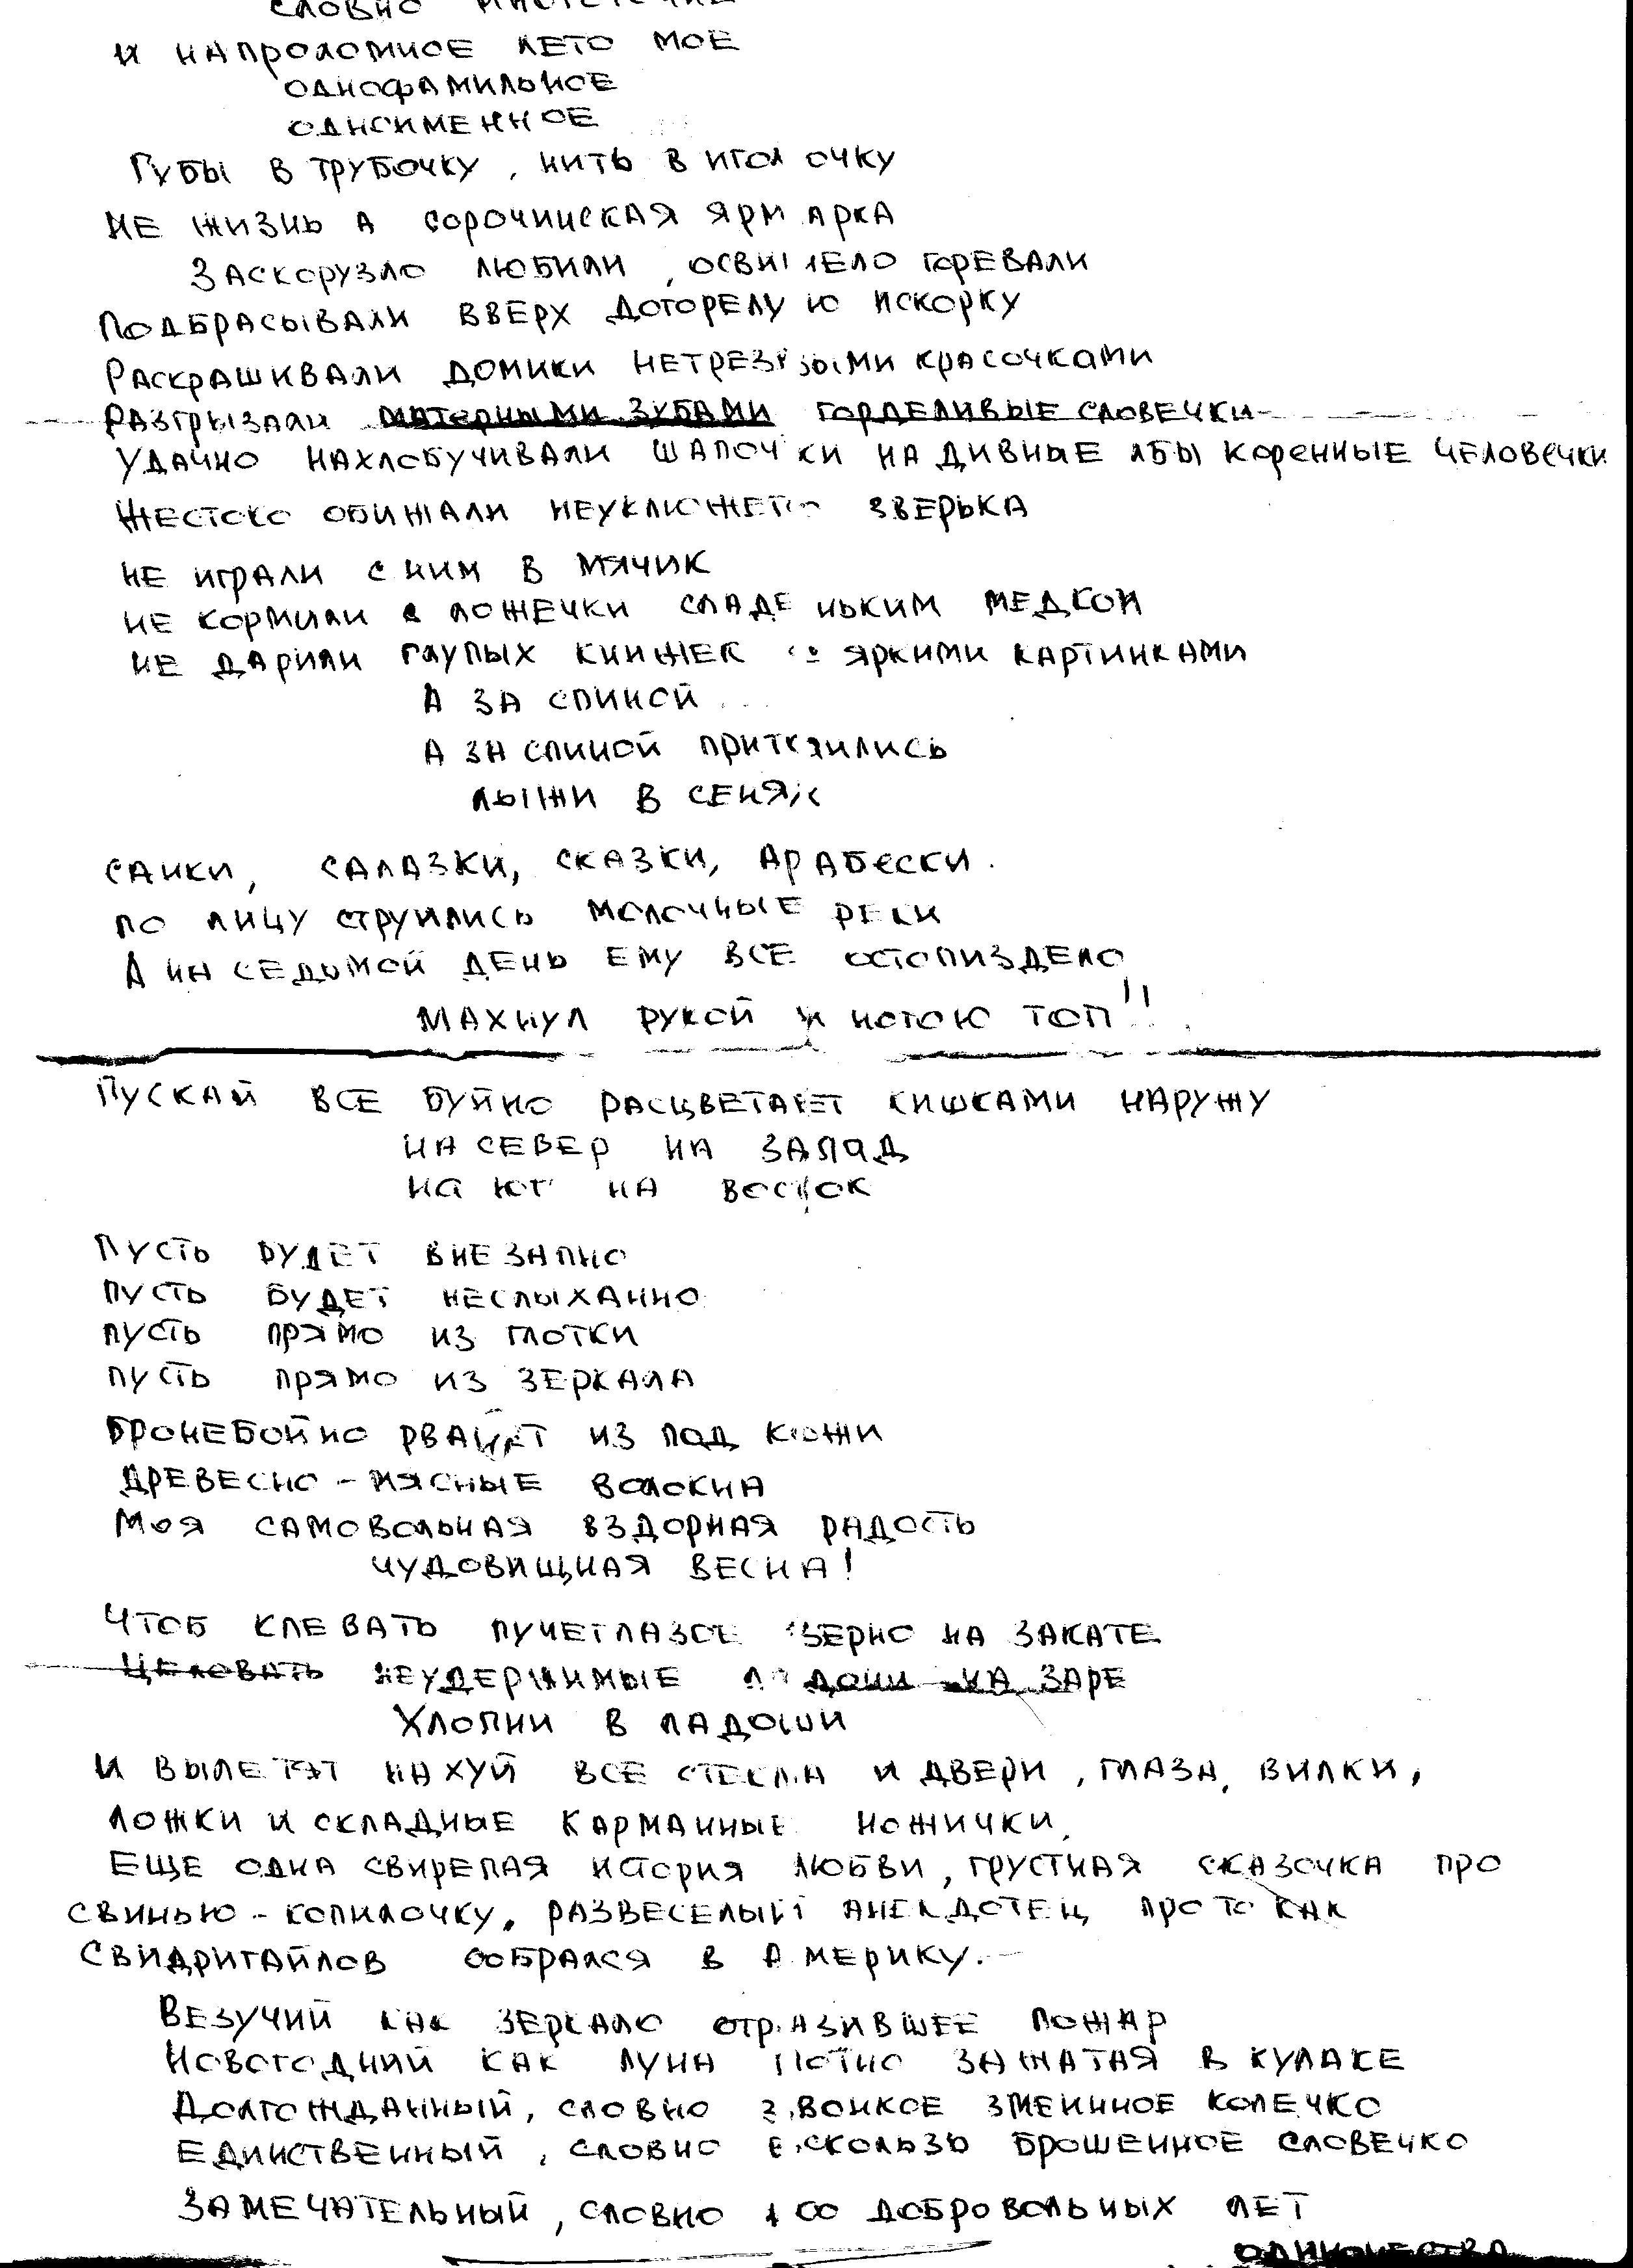 СЛОВНО
И НАПРОЛОМНОЕ ЛЕТО МОЕ
ОДНОФАМИЛЬНОЕ
ОДНОИМЕННОЕ
ГУБЫ В ТРУБОЧКУ, НИТЬ В ИГОЛОЧКУ
НЕ ЖИЗНЬ А СОРОЧИНСКАЯ ЯРМАРКА
ЗАСКОРУЗЛО ЛЮБИЛИ, ОСВИНЕЛО ГОРЕВАЛИ
ПОДБРАСЫВАЛИ ВВЕРХ ДОГОРЕЛУЮ ИСКОРКУ
РАСКРАШИВАЛИ ДОМИКИ НЕТРЕЗВЫМИ КРАСОЧКАМИ
РАЗГРЫЗАЛИ МАТЕРНЫМИ ЗУБАМИ ГОРДЕЛИВЫЕ СЛОВЕЧКИ
УДАЧНО НАХЛОБУЧИВАЛИ ШАПОЧКИ НА ДИВНЫЕ ЛБЫ КОРЕННЫЕ ЧЕЛОВЕЧКИ
ЖЕСТОКО ОБИЖАЛИ НЕУКЛЮЖЕГО ЗВЕРЬКА
НЕ ИГРАЛИ С НИМ В МЯЧИК
НЕ КОРМИЛИ С ЛОЖЕЧКИ СЛАДЕНЬКИМ МЕДКОМ
НЕ ДАРИЛИ ГЛУПЫХ КНИЖЕК СО ЯРКИМИ КАРТИНКАМИ
А ЗА СПИНОЙ...
А ЗА СПИНОЙ ПРИТАИЛИСЬ
ЛЫЖИ В СЕНЯХ
САНКИ, САЛАЗКИ, СКАЗКИ, АРАБЕСКИ.
ПО ЛИЦУ СТРУИЛИСЬ МОЛОЧНЫЕ РЕКИ
А НА СЕДЬМОЙ ДЕНЬ ЕМУ ВСЕ ОСТОПИЗДЕЛО
МАХНУЛ РУКОЙ И НОГОЮ ТОП!!
ПУСКАЙ ВСЕ БУЙНО РАСЦВЕТАЕТ КИШКАМИ НАРУЖУ
НА СЕВЕР НА ЗАПАД
НА ЮГ НА ВОСТОК
ПУСТЬ БУДЕТ ВНЕЗАПНО
ПУСТЬ БУДЕТ НЕСЛЫХАННО
ПУСТЬ ПРЯМО ИЗ ГЛОТКИ
ПУСТЬ ПРЯМО ИЗ ЗЕРКАЛА
БРОНЕБОЙНО РВАНЕТ ИЗ ПОД КОЖИ
ДРЕВЕСНО-МЯСНЫЕ ВОЛОКНА
МОЯ САМОВОЛЬНАЯ ВЗДОРНАЯ РАДОСТЬ
ЧУДОВИЩНАЯ ВЕСНА!
ЧТОБ КЛЕВАТЬ ПУЧЕГЛАЗОЕ ЗЕРНО НА ЗАКАТЕ
ЦЕЛОВАТЬ НЕУДЕРЖИМЫЕ ЛАДОНИ НА ЗАРЕ
ХЛОПНИ В ЛАДОШИ
И ВЫЛЕТЯТ НАХУЙ ВСЕ СТЕКЛА И ДВЕРИ, ГЛАЗА, ВИЛКИ,
ЛОЖКИ И СКЛАДНЫЕ КАРМАННЫЕ НОЖИЧКИ,
ЕЩЕ ОДНА СВИРЕПАЯ ИСТОРИЯ ЛЮБВИ, ГРУСТНАЯ СКАЗОЧКА ПРО
СВИНЬЮ-КОПИЛОЧКУ, РАЗВЕСЕЛЫЙ АНЕКДОТЕЦ ПРО ТО КАК
СВИДРИГАЙЛОВ СОБРАЛСЯ В АМЕРИКУ.
ВЕЗУЧИЙ КАК ЗЕРКАЛО ОТРАЗИВШЕЕ ПОЖАР
НОВОГОДНИЙ КАК ЛУНА ПОТНО ЗАЖАТАЯ В КУЛАКЕ
ДОЛГОЖДАННЫЙ, СЛОВНО ЗВОНКОЕ ЗМЕИННОЕ КОЛЕЧКО
ЕДИНСТВЕННЫЙ, СЛОВНО ВСКОЛЬЗЬ БРОШЕННОЕ СЛОВЕЧКО
ЗАМЕЧАТЕЛЬНЫЙ, СЛОВНО 100 ДОБРОВОЛЬНЫХ ЛЕТ
ОДИНОЧЕСТВА